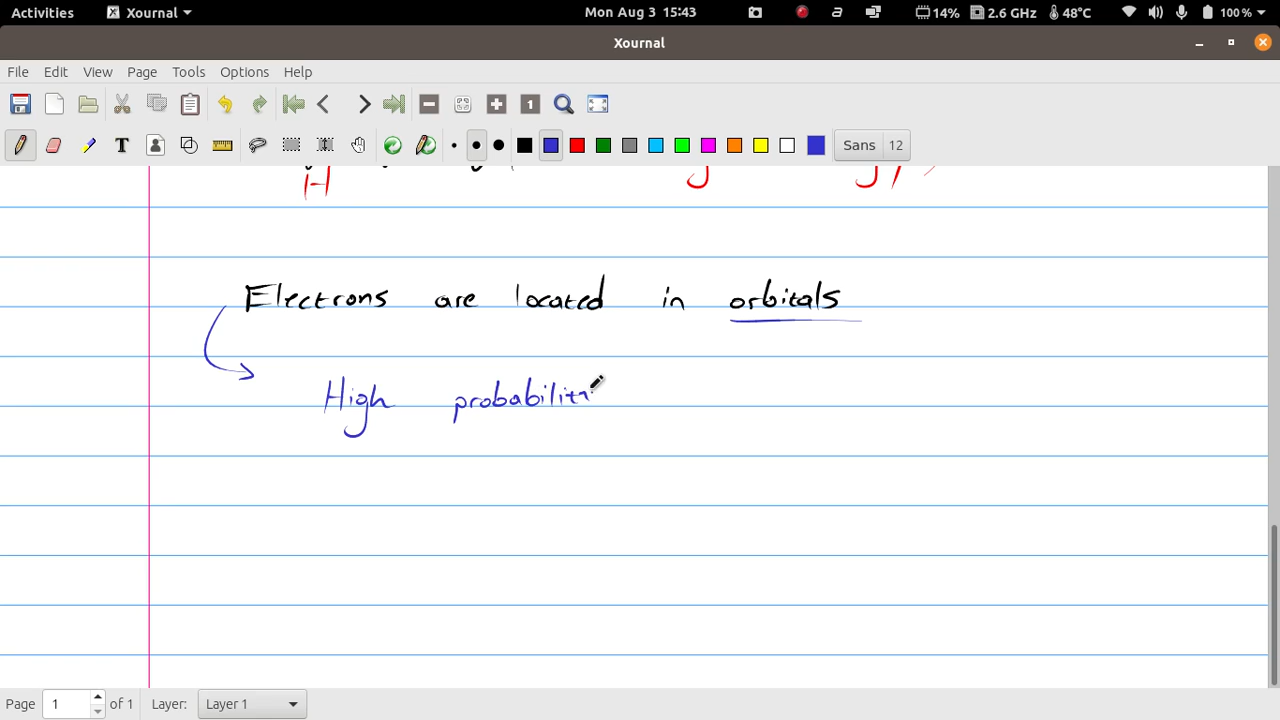 Activities Xournal Mon Aug 3 15:43 a 14% 2.6 GHz 48°C 100 %
Xournal
File Edit View Page Tools Options Help
1
T Sans 12
H
Electrons are located in orbitals
High probability
Page 1 of 1 Layer: Layer 1